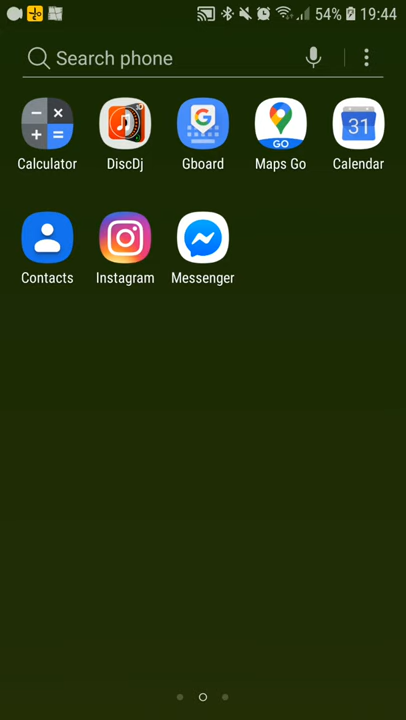 54% 19:44
Search phone
Calculator DiscDj Gboard Maps Go Calendar
31
GO
Contacts Instagram Messenger